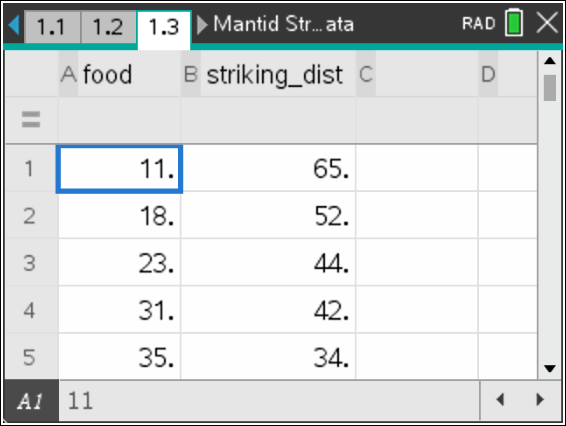 1.1 1.2 1.3 Mantid Str...ata RAD
A food B striking_dist C D
=
1 11. 65.
2 18. 52.
3 23. 44.
4 31. 42.
5 35. 34.
A1 11